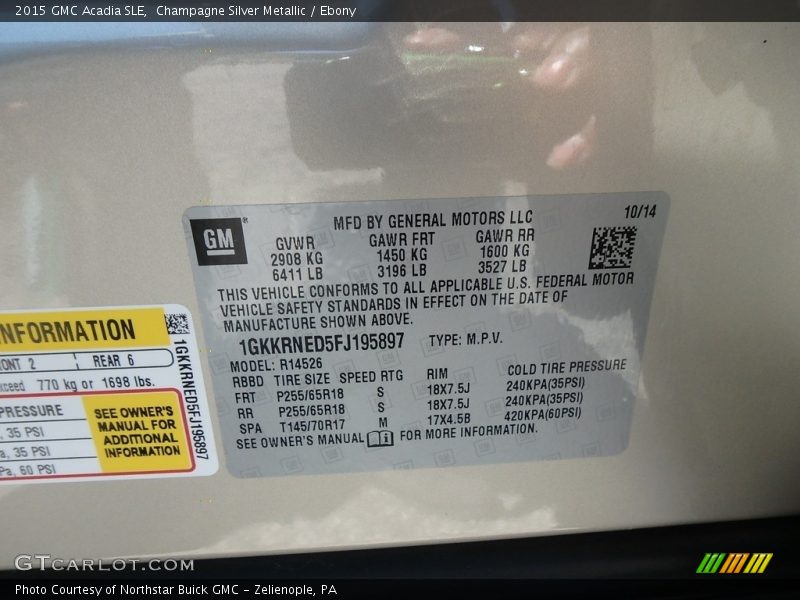 2015 GMC Acadia SLE, Champagne Silver Metallic / Ebony
GM
MFD BY GENERAL MOTORS LLC
10/14
GVWR GAWR FRT GAWR RR
2908 KG 1450 KG 1600 KG
6411 LB 3196 LB 3527 LB
THIS VEHICLE CONFORMS TO ALL APPLICABLE U.S. FEDERAL MOTOR
VEHICLE SAFETY STANDARDS IN EFFECT ON THE DATE OF
MANUFACTURE SHOWN ABOVE.
1GKKRNED5FJ195897 TYPE: M.P.V.
MODEL: R14526
RBBD TIRE SIZE SPEED RTG RIM COLD TIRE PRESSURE
FRT P255/65R18 S 18X7.5J 240KPA(35PSI)
RR P255/65R18 S 18X7.5J 240KPA(35PSI)
SPA T145/70R17 M 17X4.5B 420KPA(60PSI)
SEE OWNER'S MANUAL FOR MORE INFORMATION.
NFORMATION
ONT 2 REAR 6
xceed 770 kg or 1698 lbs.
PRESSURE
, 35 PSI
a, 35 PSI
Pa, 60 PSI
SEE OWNER'S
MANUAL FOR
ADDITIONAL
INFORMATION
1GKKRNED5FJ195897
GTCARLOT.COM
Photo Courtesy of Northstar Buick GMC - Zelienople, PA